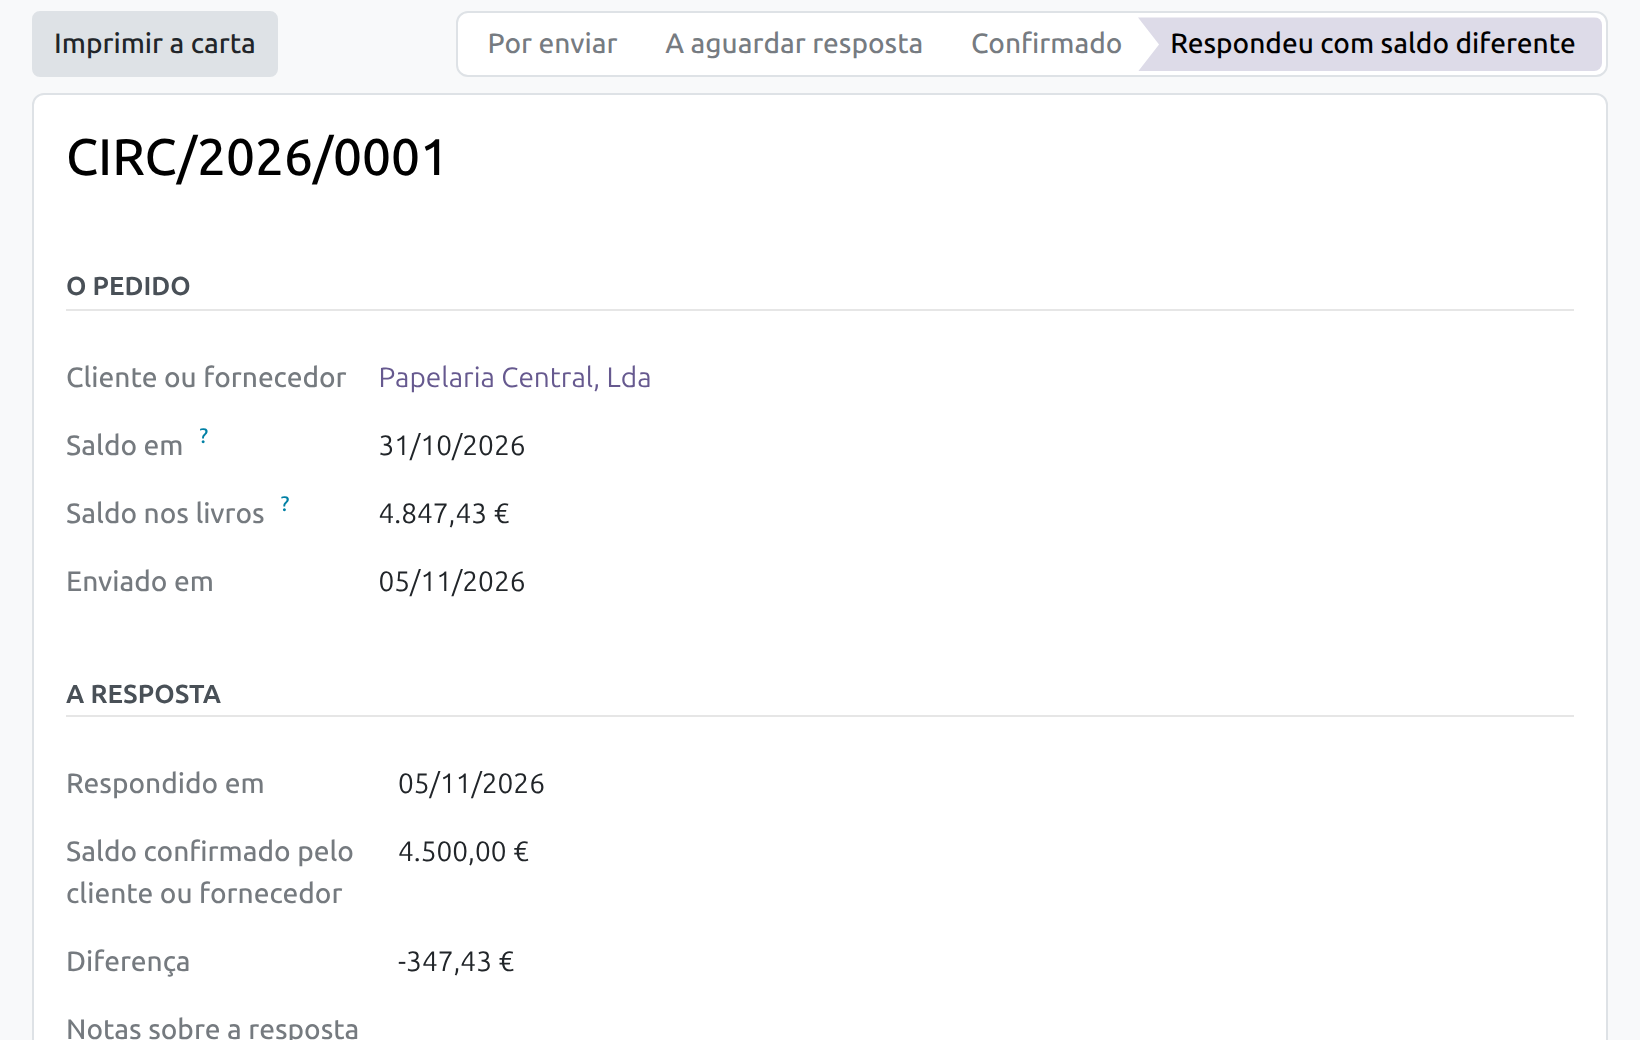 Imprimir a carta
Por enviar
A aguardar resposta
Confirmado
Respondeu com saldo diferente
CIRC/2026/0001
O PEDIDO
Cliente ou fornecedor
Papelaria Central, Lda
Saldo em ?
31/10/2026
Saldo nos livros ?
4.847,43 €
Enviado em
05/11/2026
A RESPOSTA
Respondido em
05/11/2026
Saldo confirmado pelo
cliente ou fornecedor
4.500,00 €
Diferença
-347,43 €
Notas sobre a resposta